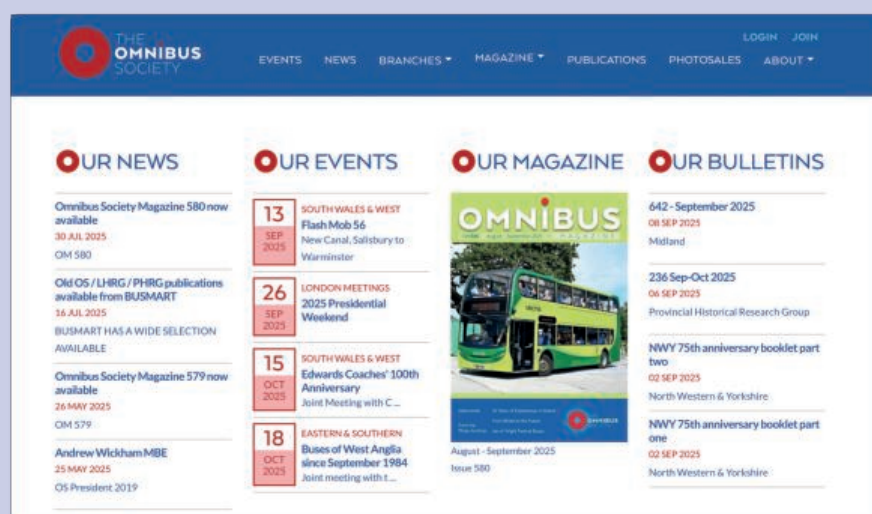 THE
OMNIBUS
SOCIETY
LOGIN JOIN
EVENTS NEWS BRANCHES MAGAZINE PUBLICATIONS PHOTOSALES ABOUT
OUR NEWS
Omnibus Society Magazine 580 now
available
30 JUL 2025
OM 580
Old OS / LHRG / PHRG publications
available from BUSMART
16 JUL 2025
BUSMART HAS A WIDE SELECTION
AVAILABLE
Omnibus Society Magazine 579 now
available
26 MAY 2025
OM 579
Andrew Wickham MBE
25 MAY 2025
OS President 2019
OUR EVENTS
13
SEP
2025
SOUTH WALES & WEST
Flash Mob 56
New Canal, Salisbury to
Warminster
26
SEP
2025
LONDON MEETINGS
2025 Presidential
Weekend
15
OCT
2025
SOUTH WALES & WEST
Edwards Coaches' 100th
Anniversary
Joint Meeting with C ...
18
OCT
2025
EASTERN & SOUTHERN
Buses of West Anglia
since September 1984
Joint meeting with t ...
OUR MAGAZINE
OMNIBUS
MAGAZINE
August - September 2025
OMNIBUS
August - September 2025
Issue 580
OUR BULLETINS
642 - September 2025
08 SEP 2025
Midland
236 Sep-Oct 2025
06 SEP 2025
Provincial Historical Research Group
NWY 75th anniversary booklet part
two
02 SEP 2025
North Western & Yorkshire
NWY 75th anniversary booklet part
one
02 SEP 2025
North Western & Yorkshire